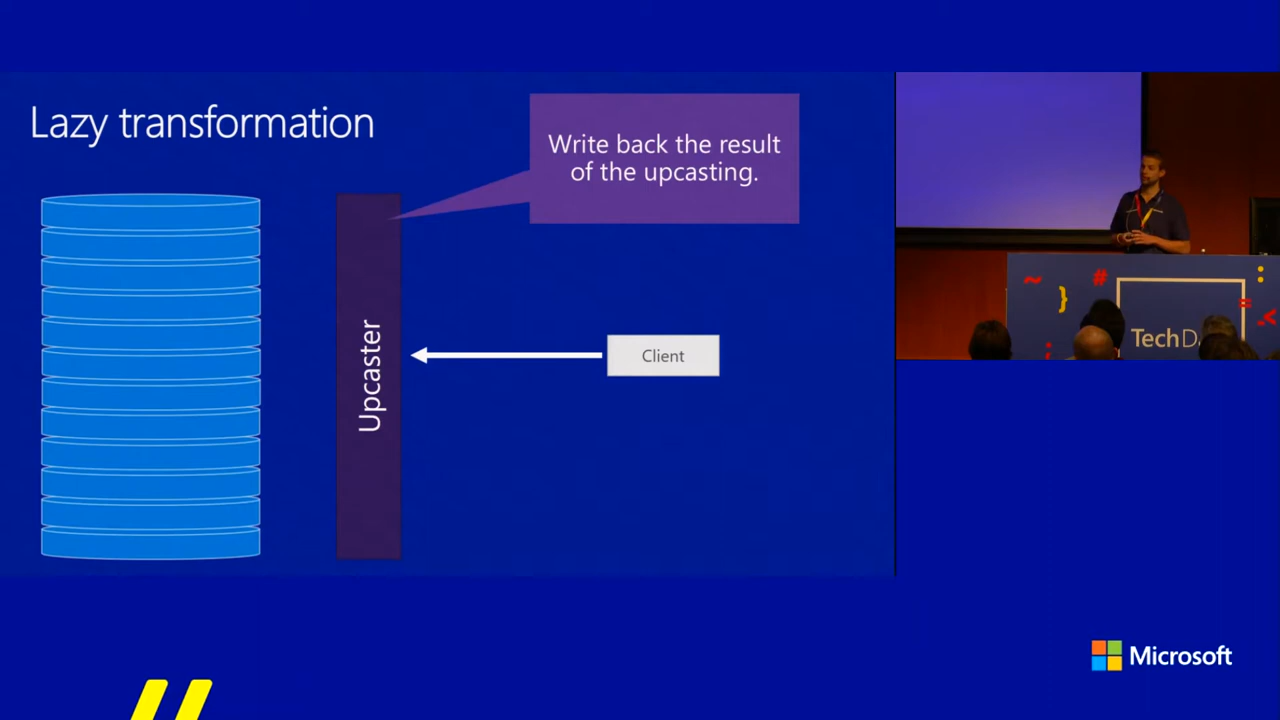 Lazy transformation
Write back the result
of the upcasting.
Upcaster
Client
~
#
}
:
=
-<
TechD
Microsoft